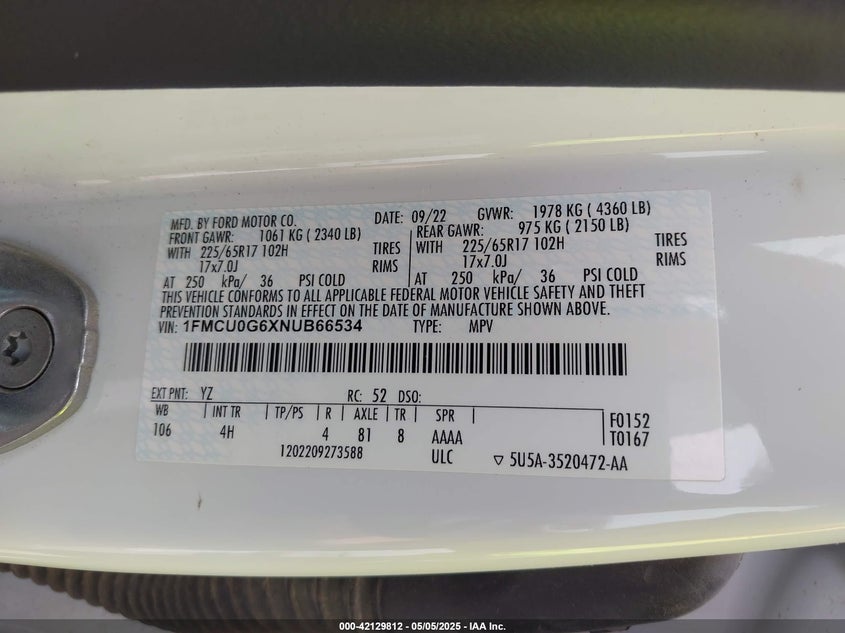 MFD. BY FORD MOTOR CO. DATE: 09/22 GVWR: 1978 KG ( 4360 LB)
FRONT GAWR: 1061 KG ( 2340 LB) REAR GAWR: 975 KG ( 2150 LB)
WITH 225/65R17 102H TIRES WITH 225/65R17 102H TIRES
17x7.0J RIMS 17x7.0J RIMS
AT 250 kPa/ 36 PSI COLD AT 250 kPa/ 36 PSI COLD
THIS VEHICLE CONFORMS TO ALL APPLICABLE FEDERAL MOTOR VEHICLE SAFETY AND THEFT
PREVENTION STANDARDS IN EFFECT ON THE DATE OF MANUFACTURE SHOWN ABOVE.
VIN: 1FMCU0G6XNUB66534 TYPE: MPV
EXT PNT: YZ RC: 52 DSO:
WB INT TR TP/PS R AXLE TR SPR F0152
106 4H 4 81 8 AAAA T0167
1202209273588 ULC ▽ 5U5A-3520472-AA
000-42129812 - 05/05/2025 - IAA Inc.